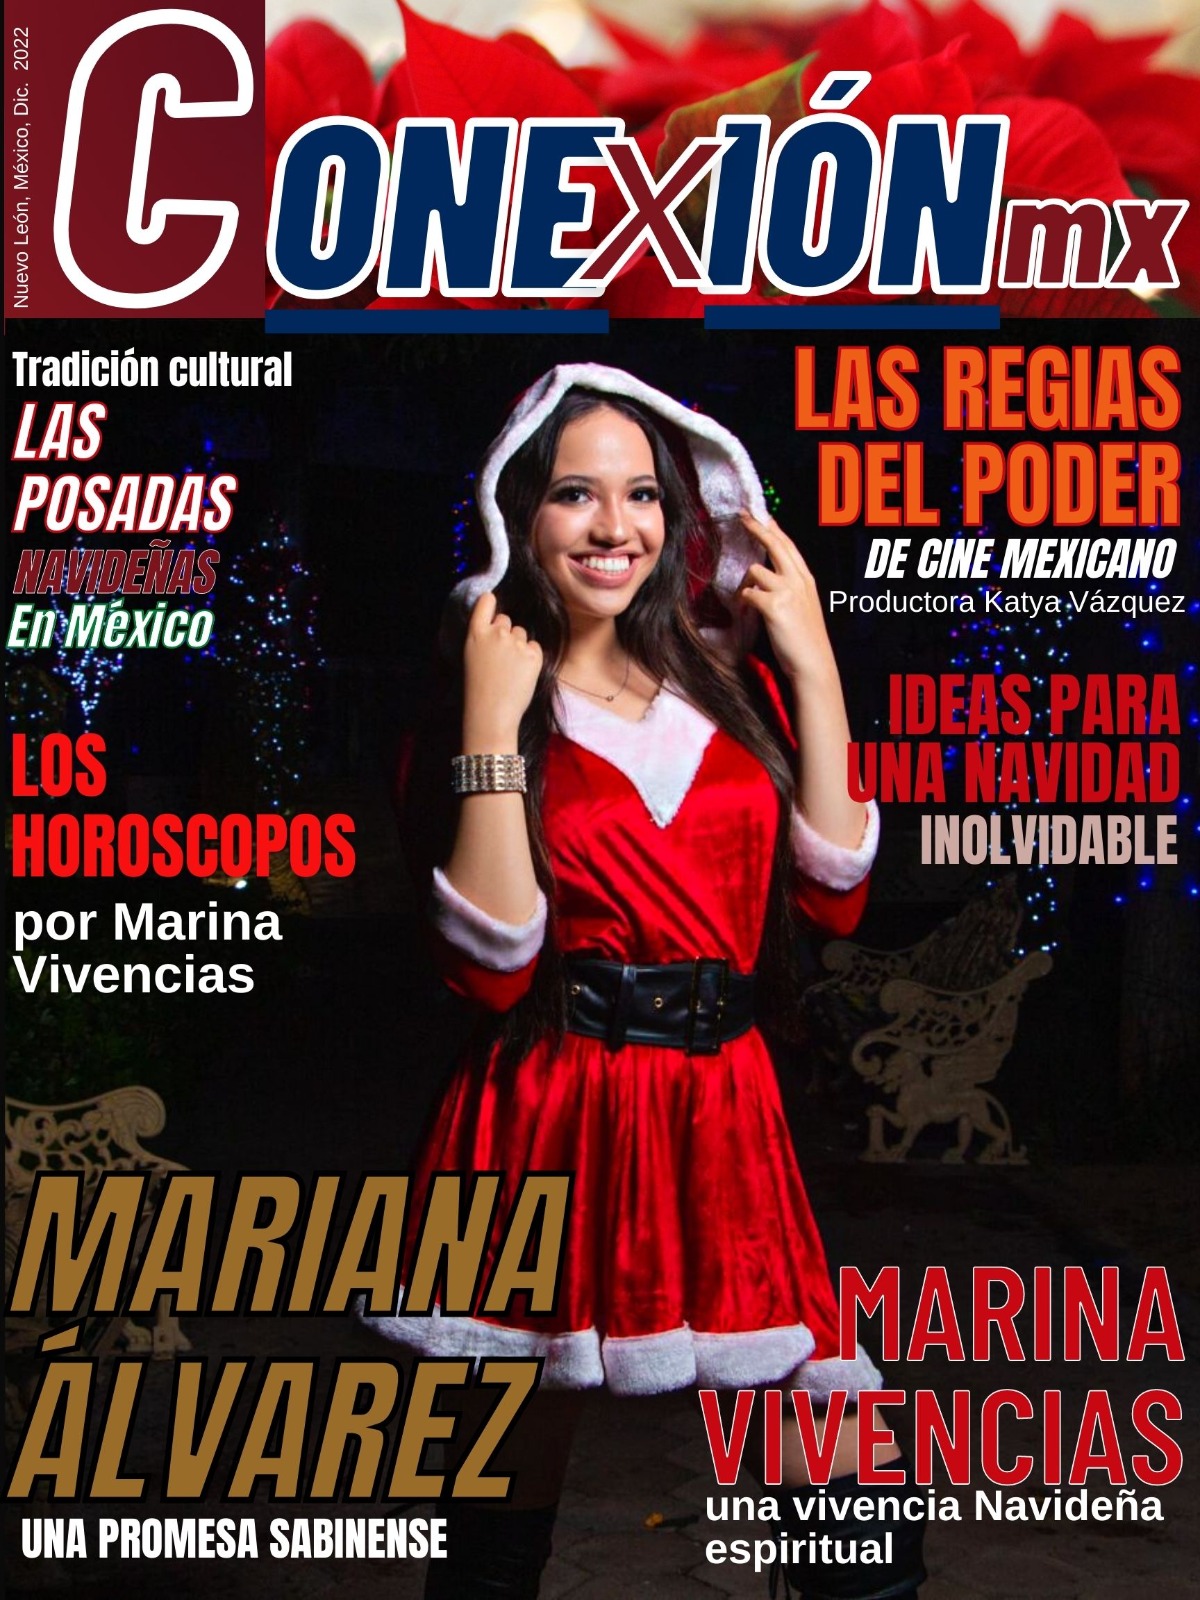 Nuevo León, México, Dic. 2022
CONEXIÓNmx
Tradición cultural
LAS
POSADAS
NAVIDEÑAS
En México
LOS
HOROSCOPOS
por Marina
Vivencias
LAS REGIAS
DEL PODER
DE CINE MEXICANO
Productora Katya Vázquez
IDEAS PARA
UNA NAVIDAD
INOLVIDABLE
MARIANA
ÁLVAREZ
UNA PROMESA SABINENSE
MARINA
VIVENCIAS
una vivencia Navideña
espiritual